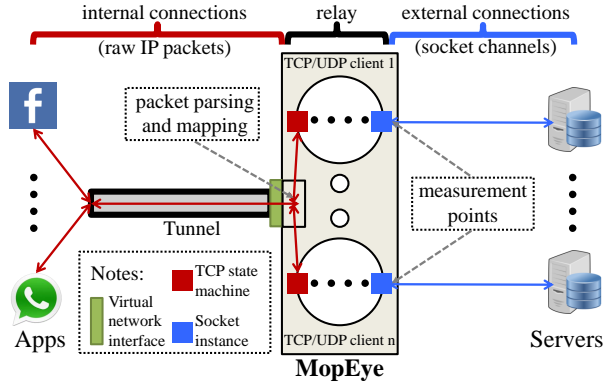 internal connections
relay
external connections
(raw IP packets)
(socket channels)
TCP/UDP client 1
packet parsing
and mapping
measurement
points
Tunnel
Notes:
TCP state
machine
Virtual
network
interface
Socket
instance
TCP/UDP client n
Apps
MopEye
Servers